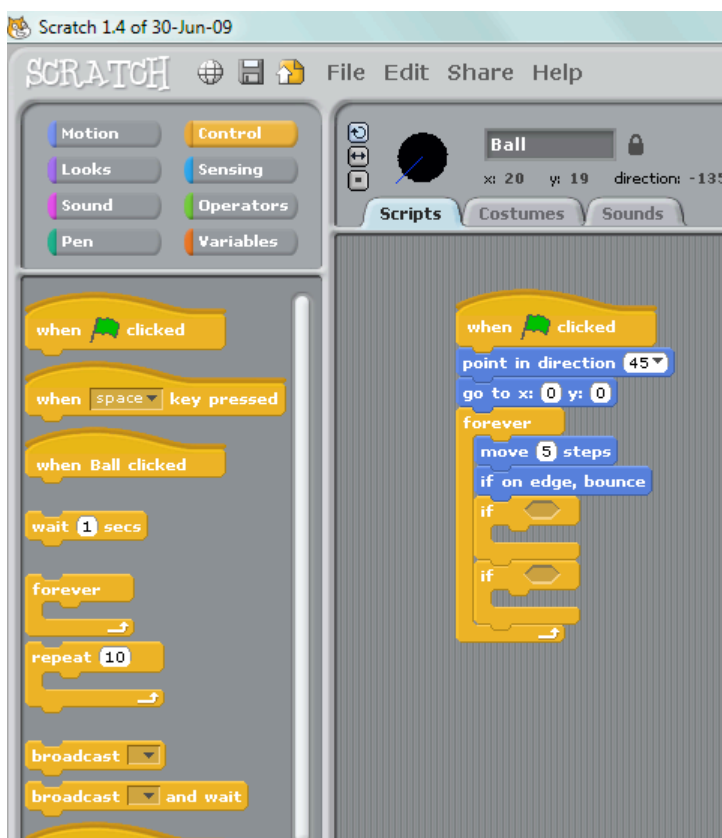 Scratch 1.4 of 30-Jun-09
SCRATCH File Edit Share Help
Motion Control
Looks Sensing
Sound Operators
Pen Variables
Ball
x: 20 y: 19 direction: -135
Scripts Costumes Sounds
when clicked
when space key pressed
when Ball clicked
wait 1 secs
forever
repeat 10
broadcast
broadcast and wait
when clicked
point in direction 45
go to x: 0 y: 0
forever
move 5 steps
if on edge, bounce
if
if